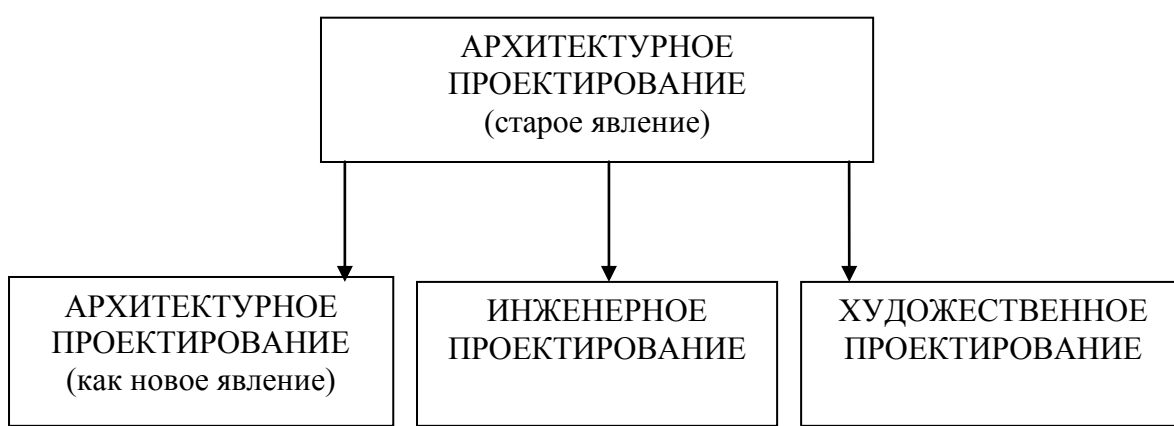 АРХИТЕКТУРНОЕ
ПРОЕКТИРОВАНИЕ
(старое явление)
АРХИТЕКТУРНОЕ
ПРОЕКТИРОВАНИЕ
(как новое явление)
ИНЖЕНЕРНОЕ
ПРОЕКТИРОВАНИЕ
ХУДОЖЕСТВЕННОЕ
ПРОЕКТИРОВАНИЕ